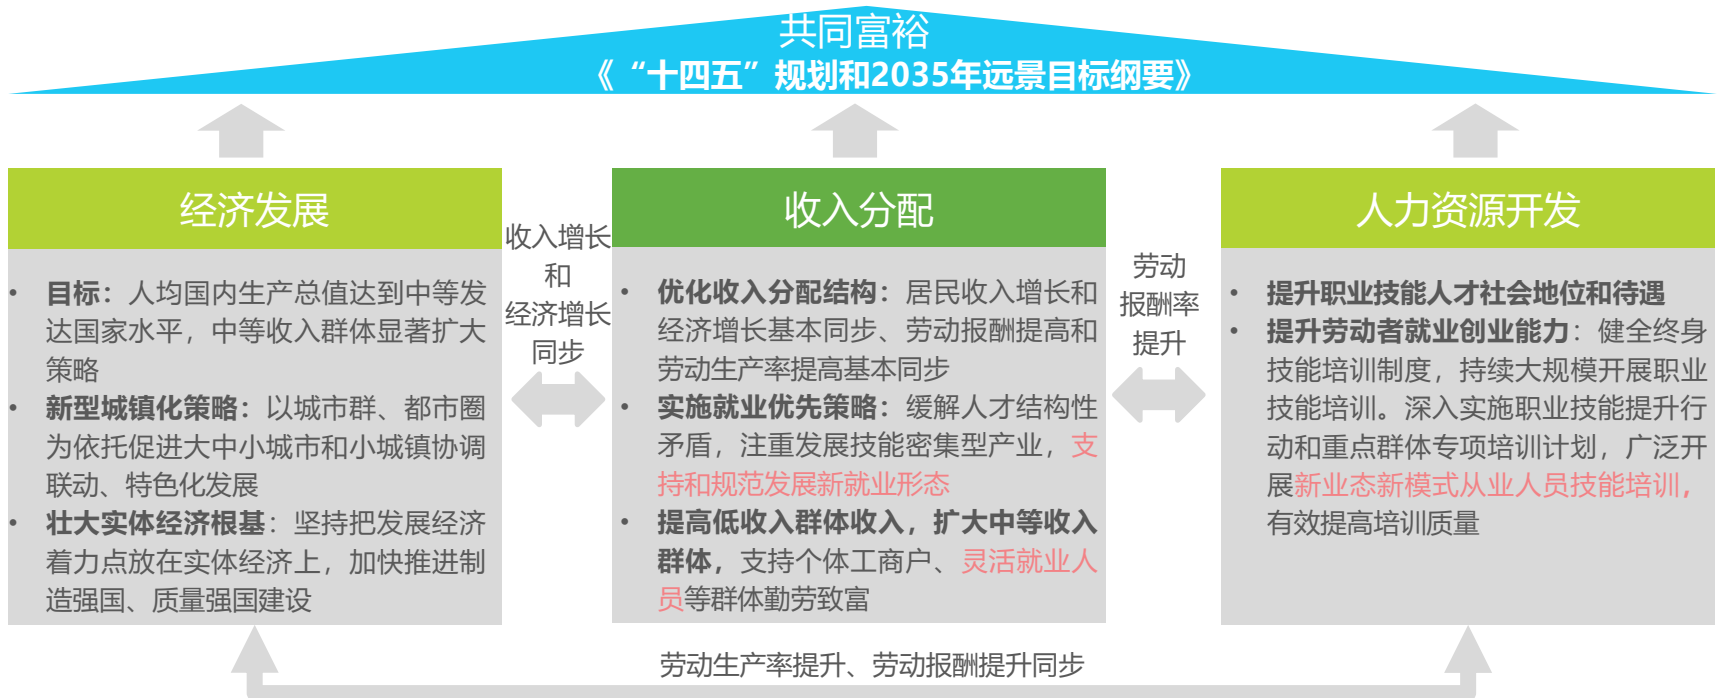 共同富裕
《“十四五”规划和2035年远景目标纲要》
经济发展
• 目标：人均国内生产总值达到中等发
达国家水平，中等收入群体显著扩大
策略
• 新型城镇化策略：以城市群、都市圈
为依托促进大中小城市和小城镇协调
联动、特色化发展
• 壮大实体经济根基：坚持把发展经济
着力点放在实体经济上，加快推进制
造强国、质量强国建设
收入增长
和
经济增长
同步
收入分配
• 优化收入分配结构：居民收入增长和
经济增长基本同步、劳动报酬提高和
劳动生产率提高基本同步
• 实施就业优先策略：缓解人才结构性
矛盾，注重发展技能密集型产业，支
持和规范发展新就业形态
• 提高低收入群体收入，扩大中等收入
群体，支持个体工商户、灵活就业人
员等群体勤劳致富
劳动
报酬率
提升
人力资源开发
• 提升职业技能人才社会地位和待遇
• 提升劳动者就业创业能力：健全终身
技能培训制度，持续大规模开展职业
技能培训。深入实施职业技能提升行
动和重点群体专项培训计划，广泛开
展新业态新模式从业人员技能培训，
有效提高培训质量
劳动生产率提升、劳动报酬提升同步